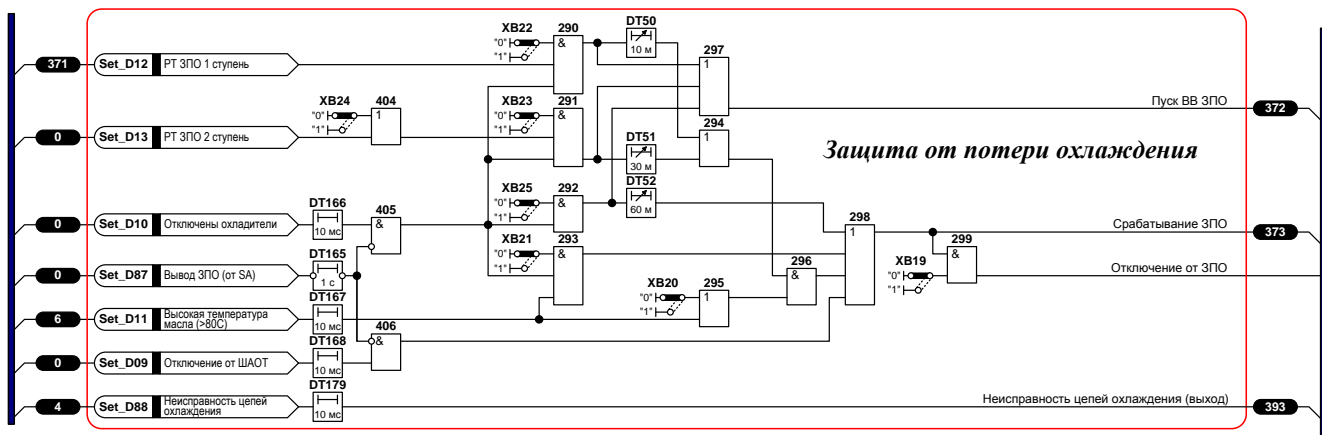 XB22 290 DT50
"0" & 10 м 297
"1" 1
371 Set_D12 РТ ЗПО 1 ступень
XB24 404 XB23 291
"0" 1 "0" & Пуск ВВ ЗПО 372
"1" "1" 294
0 Set_D13 РТ ЗПО 2 ступень DT51 1 Защита от потери охлаждения
30 м
XB25 292 DT52
DT166 405 "0" & 60 м 298
0 Set_D10 Отключены охладители 10 мс & "1" 1 Срабатывание ЗПО 373
XB21 293 299
DT165 "0" & 296 XB19 &
0 Set_D87 Вывод ЗПО (от SA) 1 с "1" XB20 295 & "0" Отключение от ЗПО
DT167 "0" 1 "1"
6 Set_D11 Высокая температура
масла (>80С) 10 мс "1"
DT168 406
0 Set_D09 Отключение от ШАОТ 10 мс &
DT179
4 Set_D88 Неисправность цепей
охлаждения 10 мс Неисправность цепей охлаждения (выход) 393